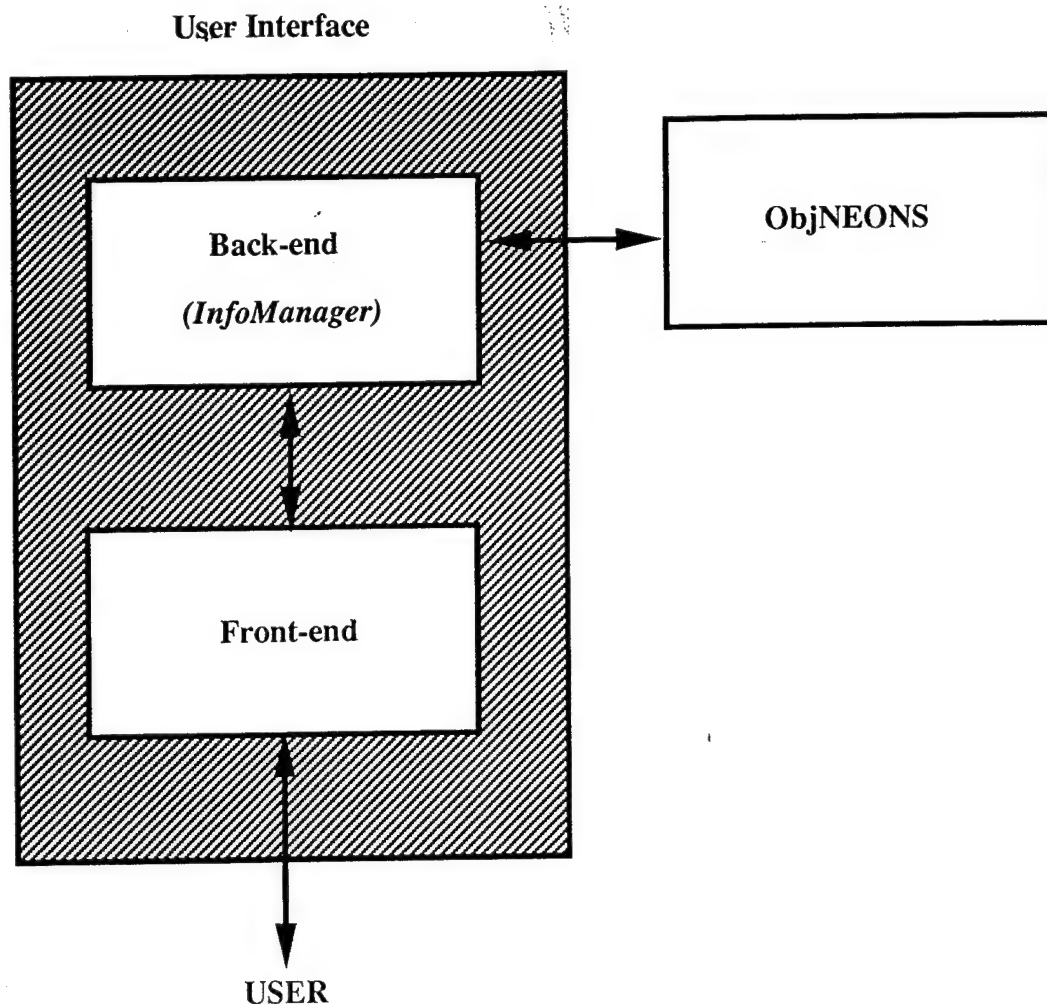 User Interface
Back-end
(InfoManager)
ObjNEONS
Front-end
USER